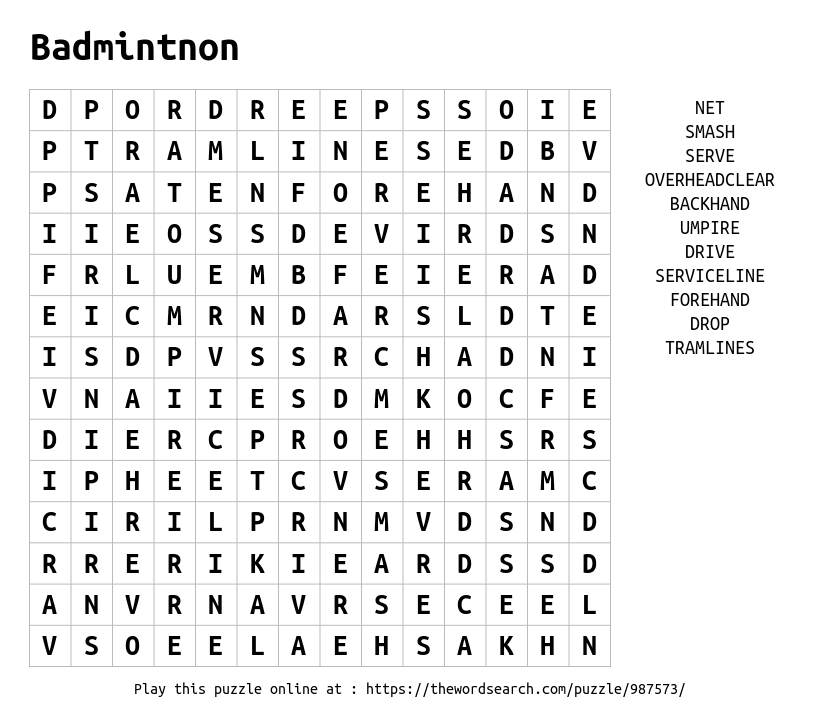 Badmintnon
D P O R D R E E P S S O I E
P T R A M L I N E S E D B V
P S A T E N F O R E H A N D
I I E O S S D E V I R D S N
F R L U E M B F E I E R A D
E I C M R N D A R S L D T E
I S D P V S S R C H A D N I
V N A I I E S D M K O C F E
D I E R C P R O E H H S R S
I P H E E T C V S E R A M C
C I R I L P R N M V D S N D
R R E R I K I E A R D S S D
A N V R N A V R S E C E E L
V S O E E L A E H S A K H N
NET
SMASH
SERVE
OVERHEADCLEAR
BACKHAND
UMPIRE
DRIVE
SERVICELINE
FOREHAND
DROP
TRAMLINES
Play this puzzle online at : https://thewordsearch.com/puzzle/987573/